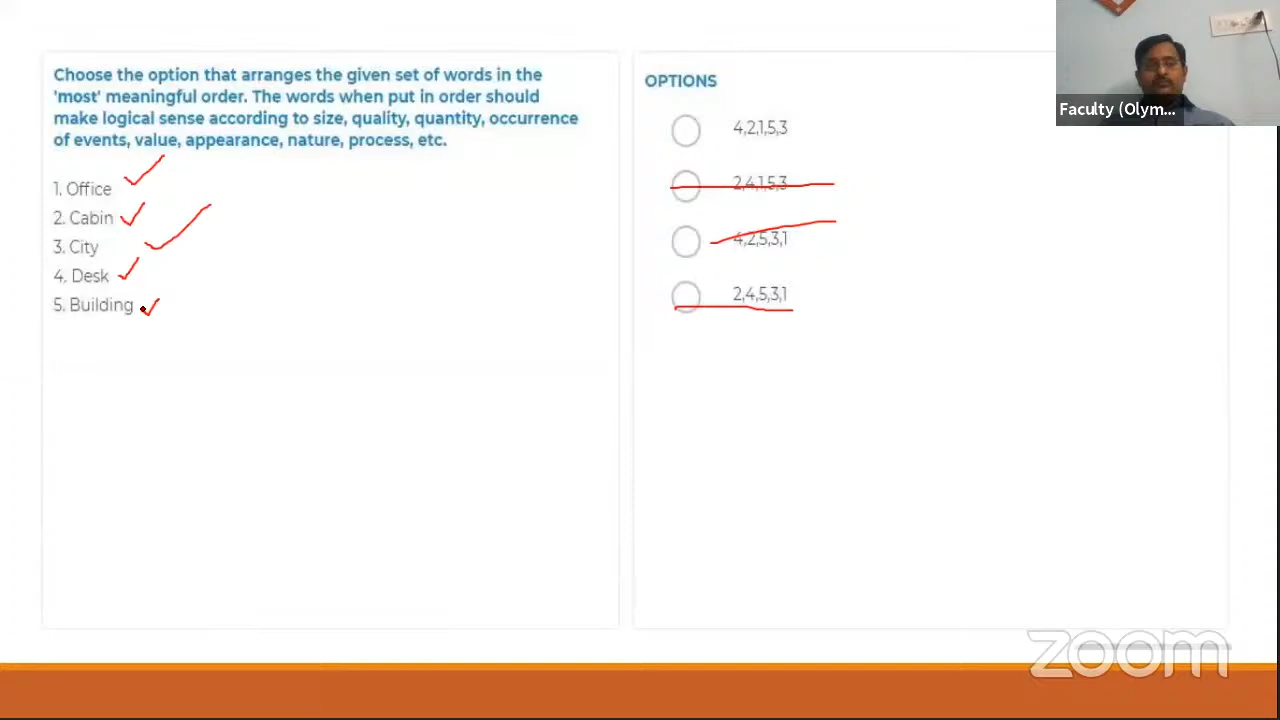 Choose the option that arranges the given set of words in the
'most' meaningful order. The words when put in order should
make logical sense according to size, quality, quantity, occurrence
of events, value, appearance, nature, process, etc.
1. Office
2. Cabin
3. City
4. Desk
5. Building
OPTIONS
4,2,1,5,3
2,4,1,5,3
4,2,5,3,1
2,4,5,3,1
Faculty (Olym...
zoom